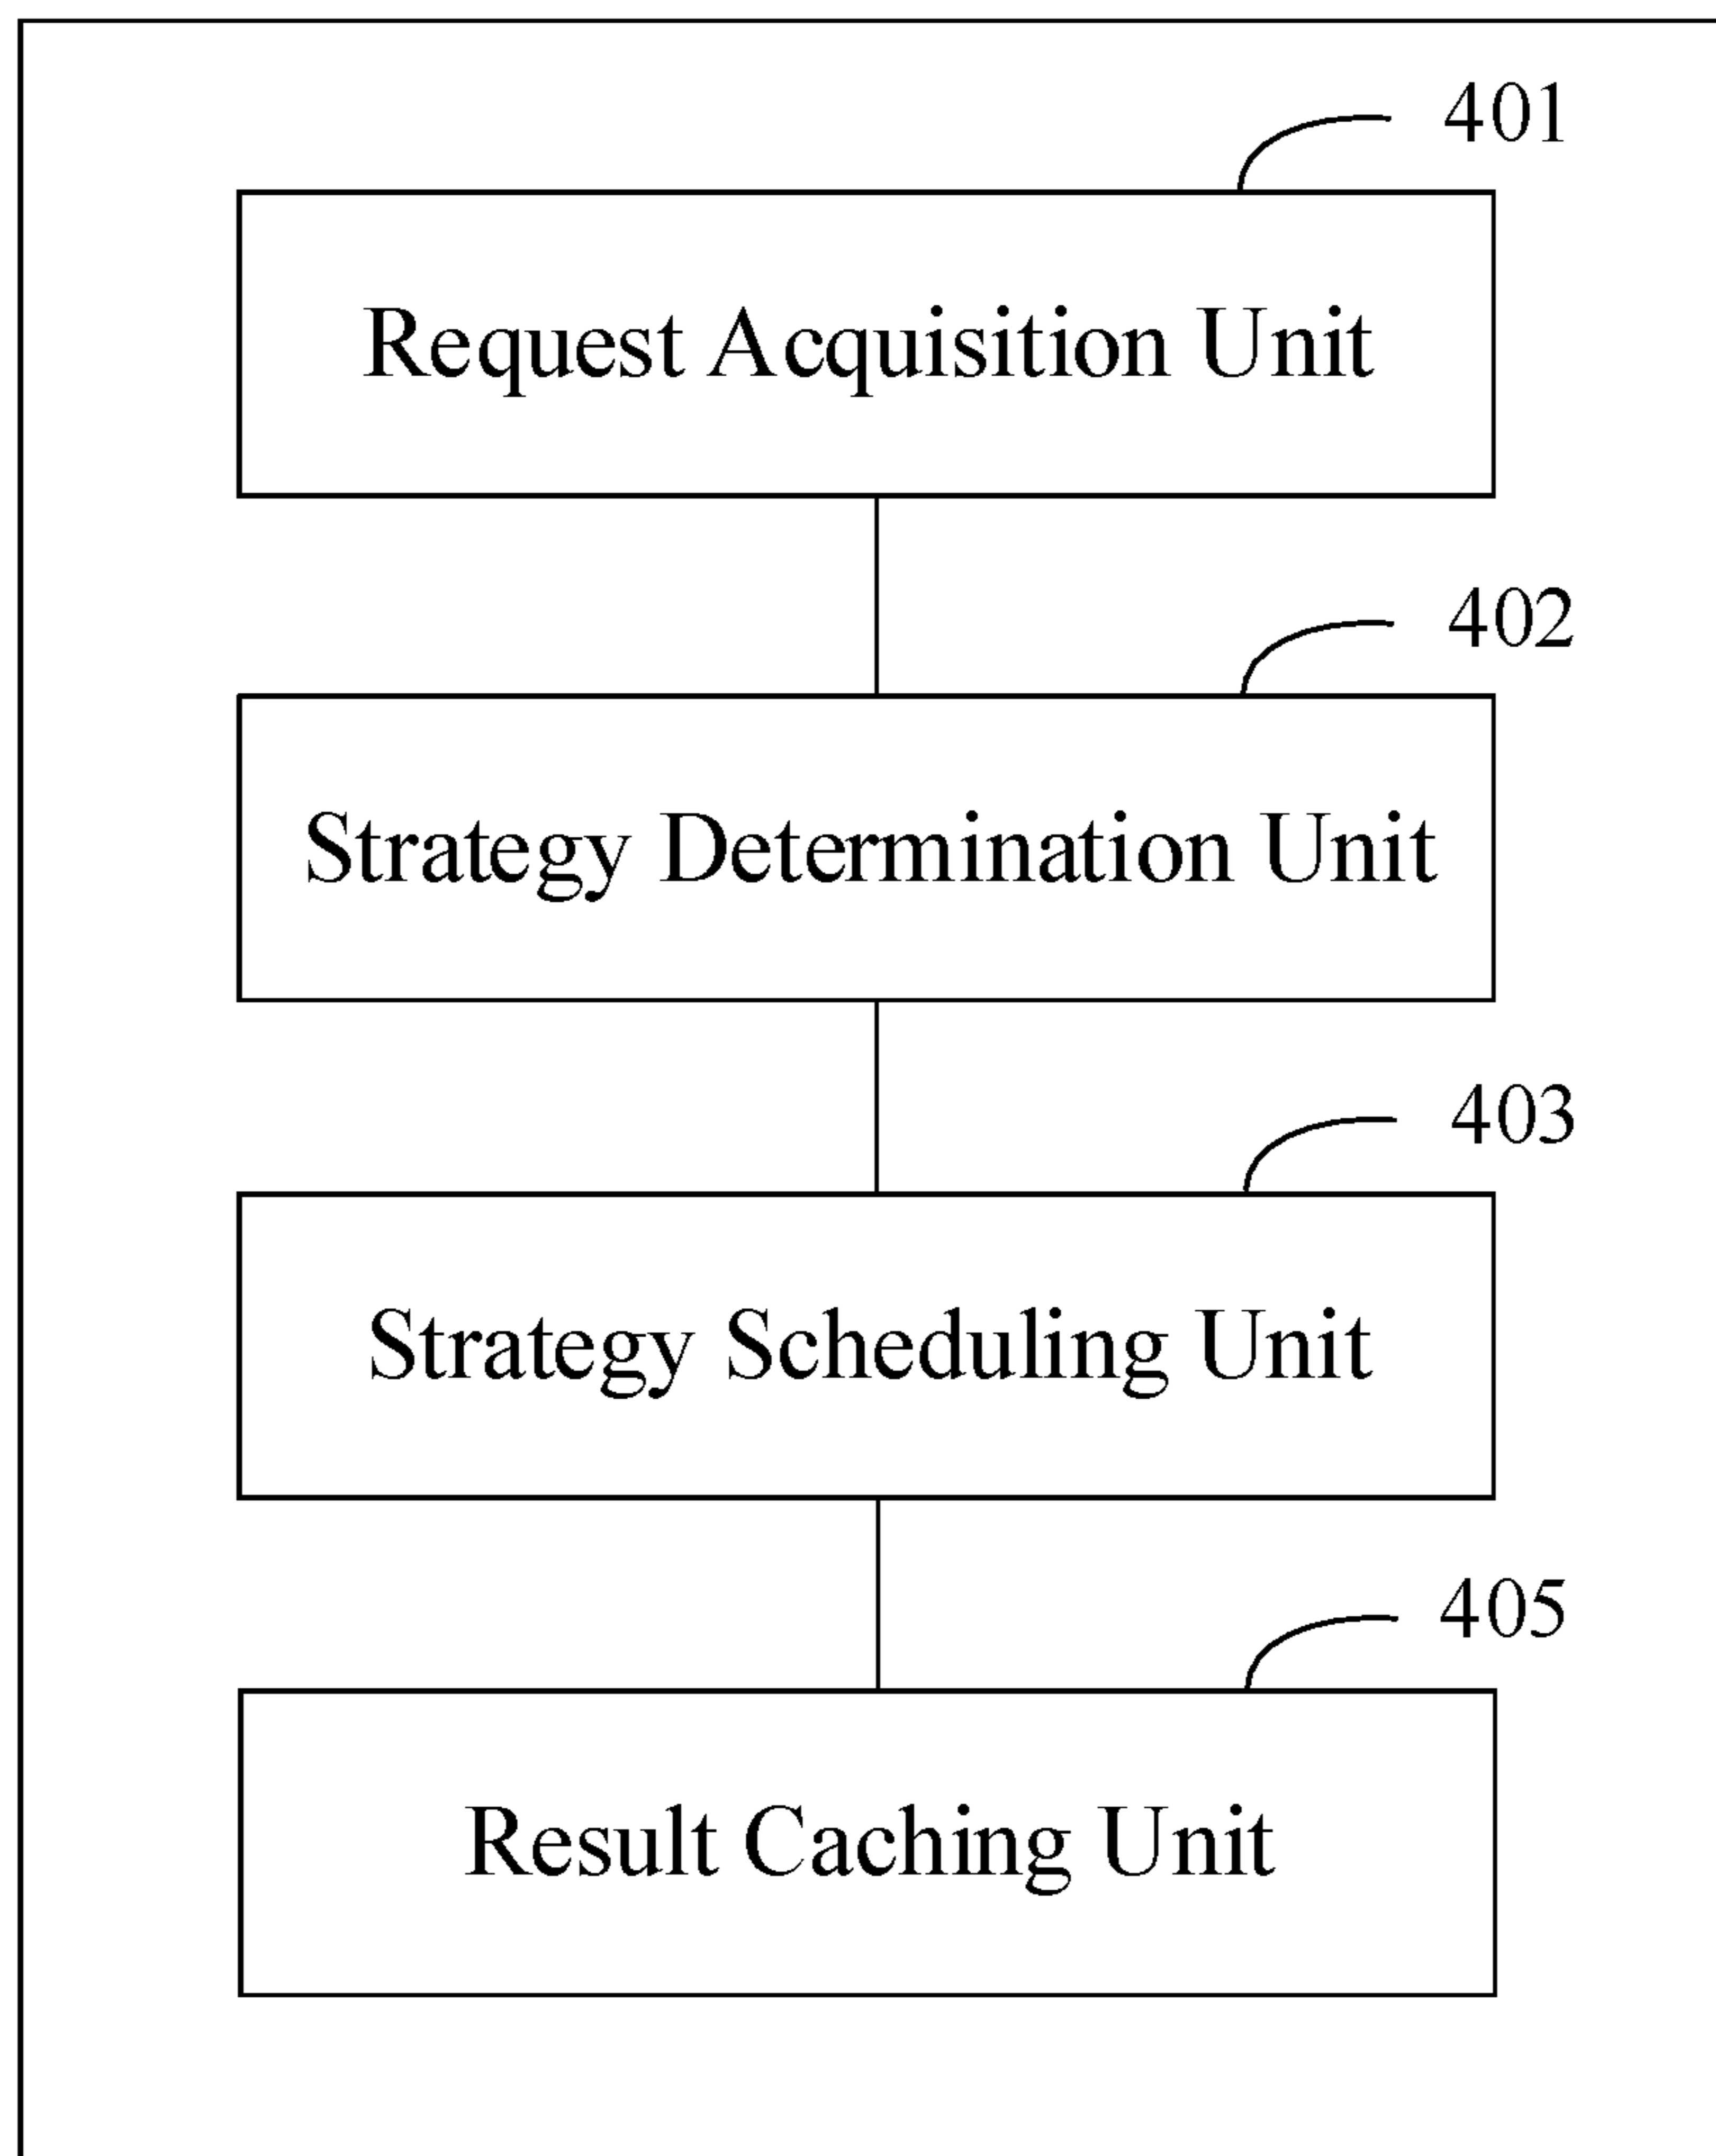 401
Request Acquisition Unit
402
Strategy Determination Unit
403
Strategy Scheduling Unit
405
Result Caching Unit